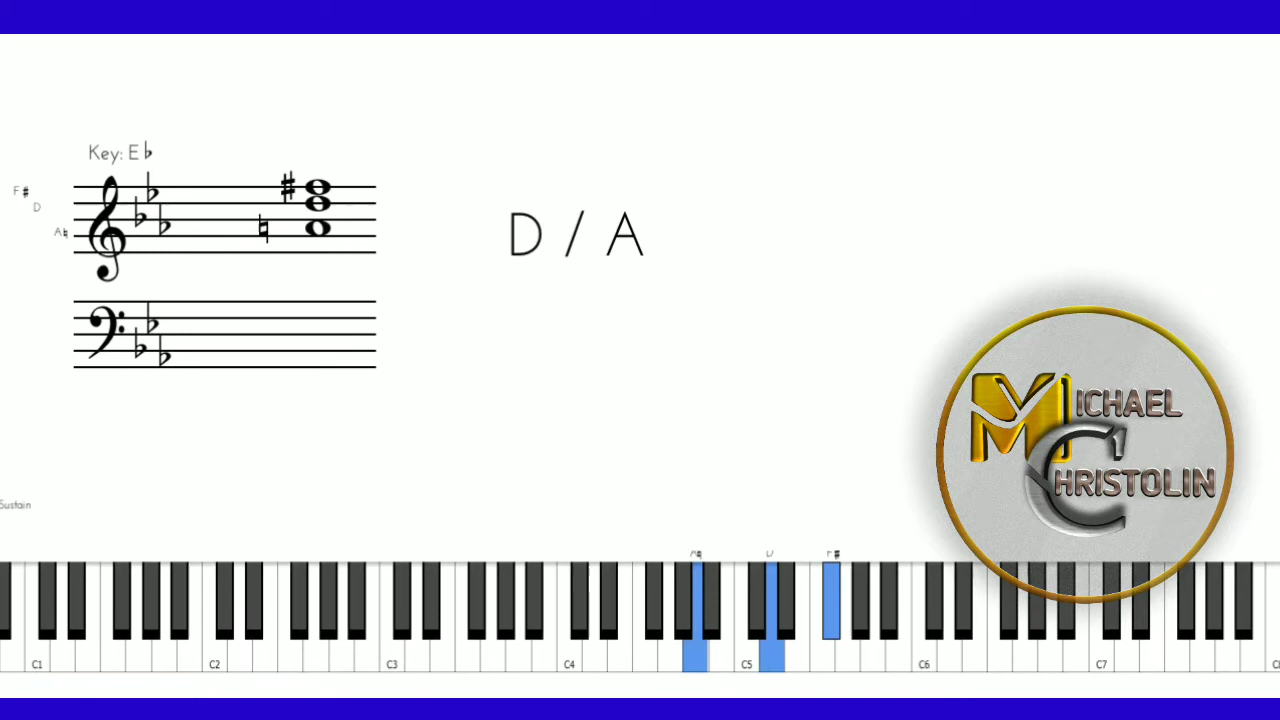 Key: E♭
F♯
D
A♮
D / A
MICHAEL
CHRISTOLIN
Sustain
A♮ D F♯
C1 C2 C3 C4 C5 C6 C7